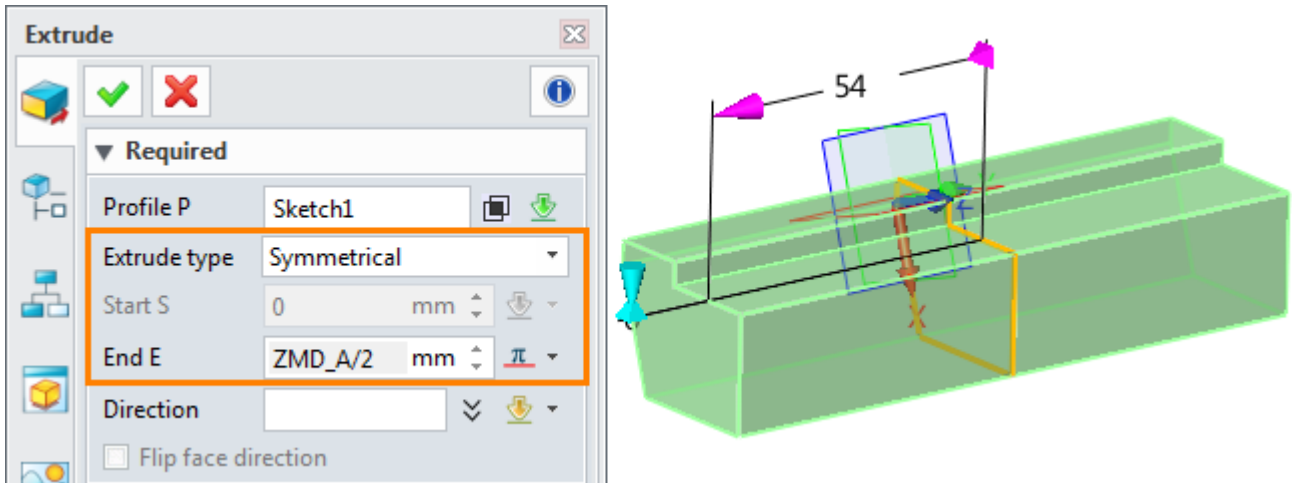 Extrude
Required
Profile P Sketch1
Extrude type Symmetrical
Start S 0 mm
End E ZMD_A/2 mm π
Direction
Flip face direction
54
X